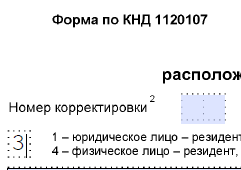 Форма по КНД 1120107
располож
Номер корректировки 2
3 1 – юридическое лицо – резидент
4 – физическое лицо – резидент,